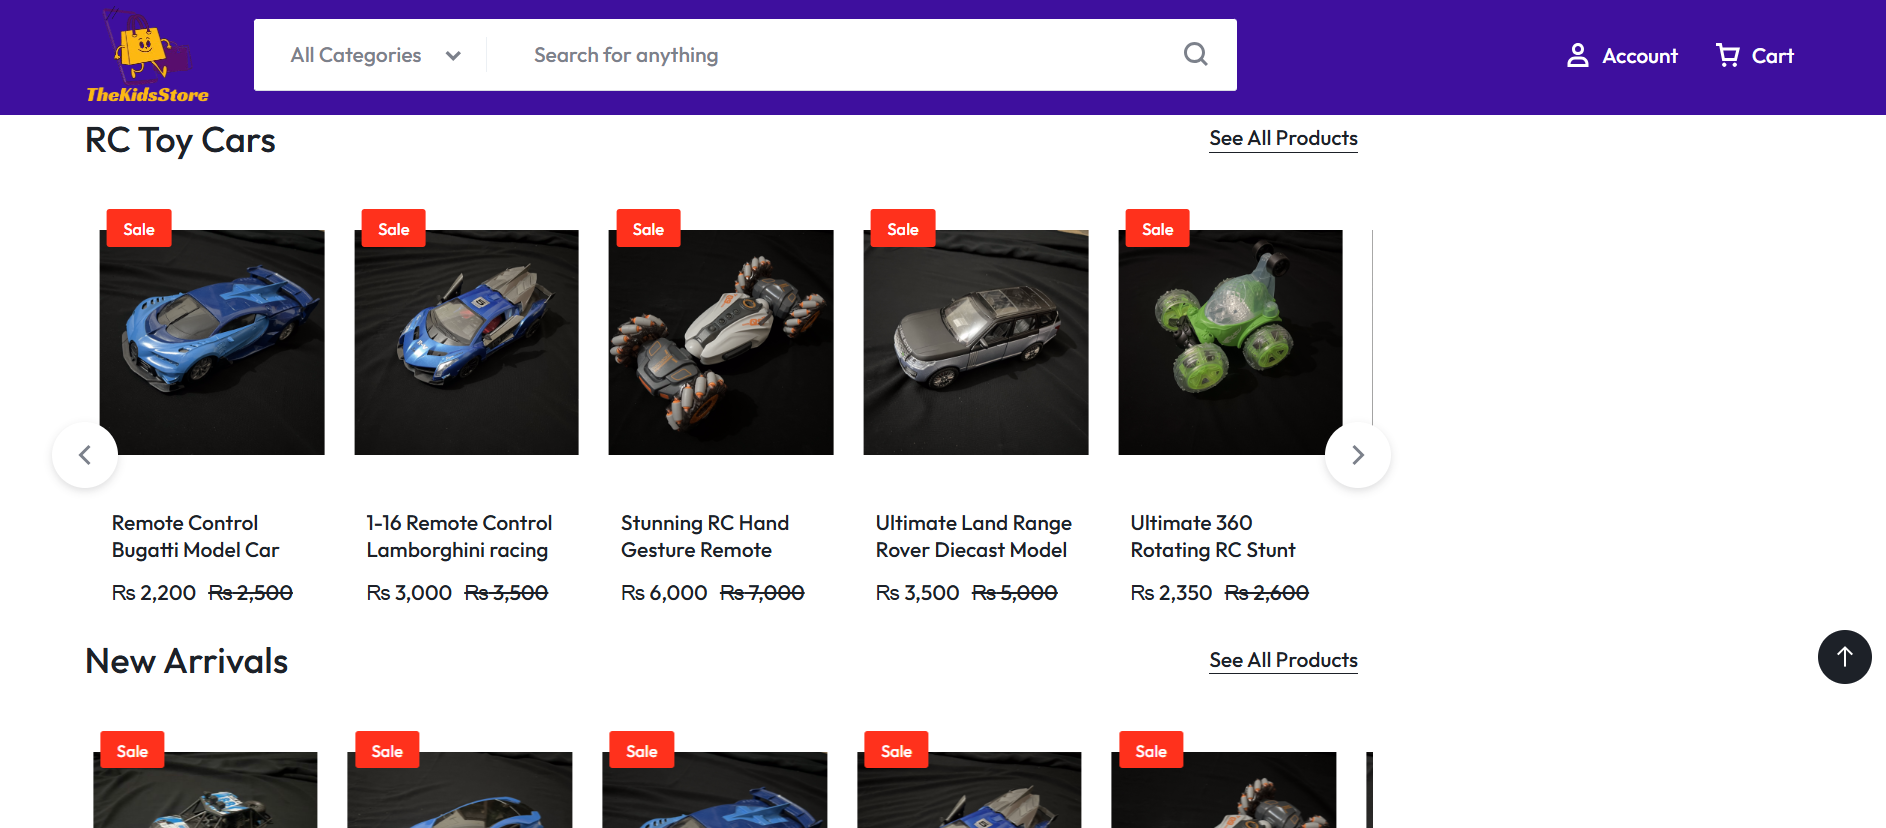 TheKidsStore
All Categories
Search for anything
Account
Cart
RC Toy Cars
See All Products
Sale
Sale
Sale
Sale
Sale
Remote Control
Bugatti Model Car
Rs 2,200 Rs 2,500
1-16 Remote Control
Lamborghini racing
Rs 3,000 Rs 3,500
Stunning RC Hand
Gesture Remote
Rs 6,000 Rs 7,000
Ultimate Land Range
Rover Diecast Model
Rs 3,500 Rs 5,000
Ultimate 360
Rotating RC Stunt
Rs 2,350 Rs 2,600
New Arrivals
See All Products
Sale
Sale
Sale
Sale
Sale